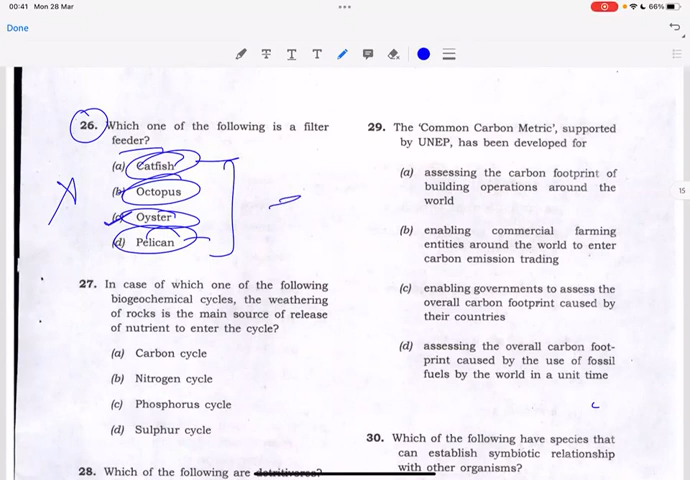 00:41 Mon 28 Mar
66%
Done
26. Which one of the following is a filter
feeder?
(a) Catfish
(b) Octopus
(c) Oyster
(d) Pelican
27. In case of which one of the following
biogeochemical cycles, the weathering
of rocks is the main source of release
of nutrient to enter the cycle?
(a) Carbon cycle
(b) Nitrogen cycle
(c) Phosphorus cycle
(d) Sulphur cycle
28. Which of the following are detritivores?
29. The 'Common Carbon Metric', supported
by UNEP, has been developed for
(a) assessing the carbon footprint of
building operations around the
world
(b) enabling commercial farming
entities around the world to enter
carbon emission trading
(c) enabling governments to assess the
overall carbon footprint caused by
their countries
(d) assessing the overall carbon foot-
print caused by the use of fossil
fuels by the world in a unit time
30. Which of the following have species that
can establish symbiotic relationship
with other organisms?
15